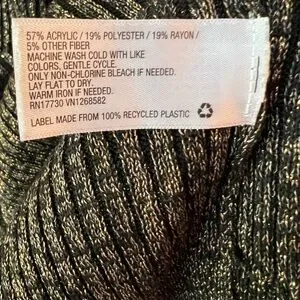 57% ACRYLIC / 19% POLYESTER / 19% RAYON /
5% OTHER FIBER
MACHINE WASH COLD WITH LIKE
COLORS, GENTLE CYCLE.
ONLY NON-CHLORINE BLEACH IF NEEDED.
LAY FLAT TO DRY.
WARM IRON IF NEEDED.
RN17730 VN1268582
LABEL MADE FROM 100% RECYCLED PLASTIC